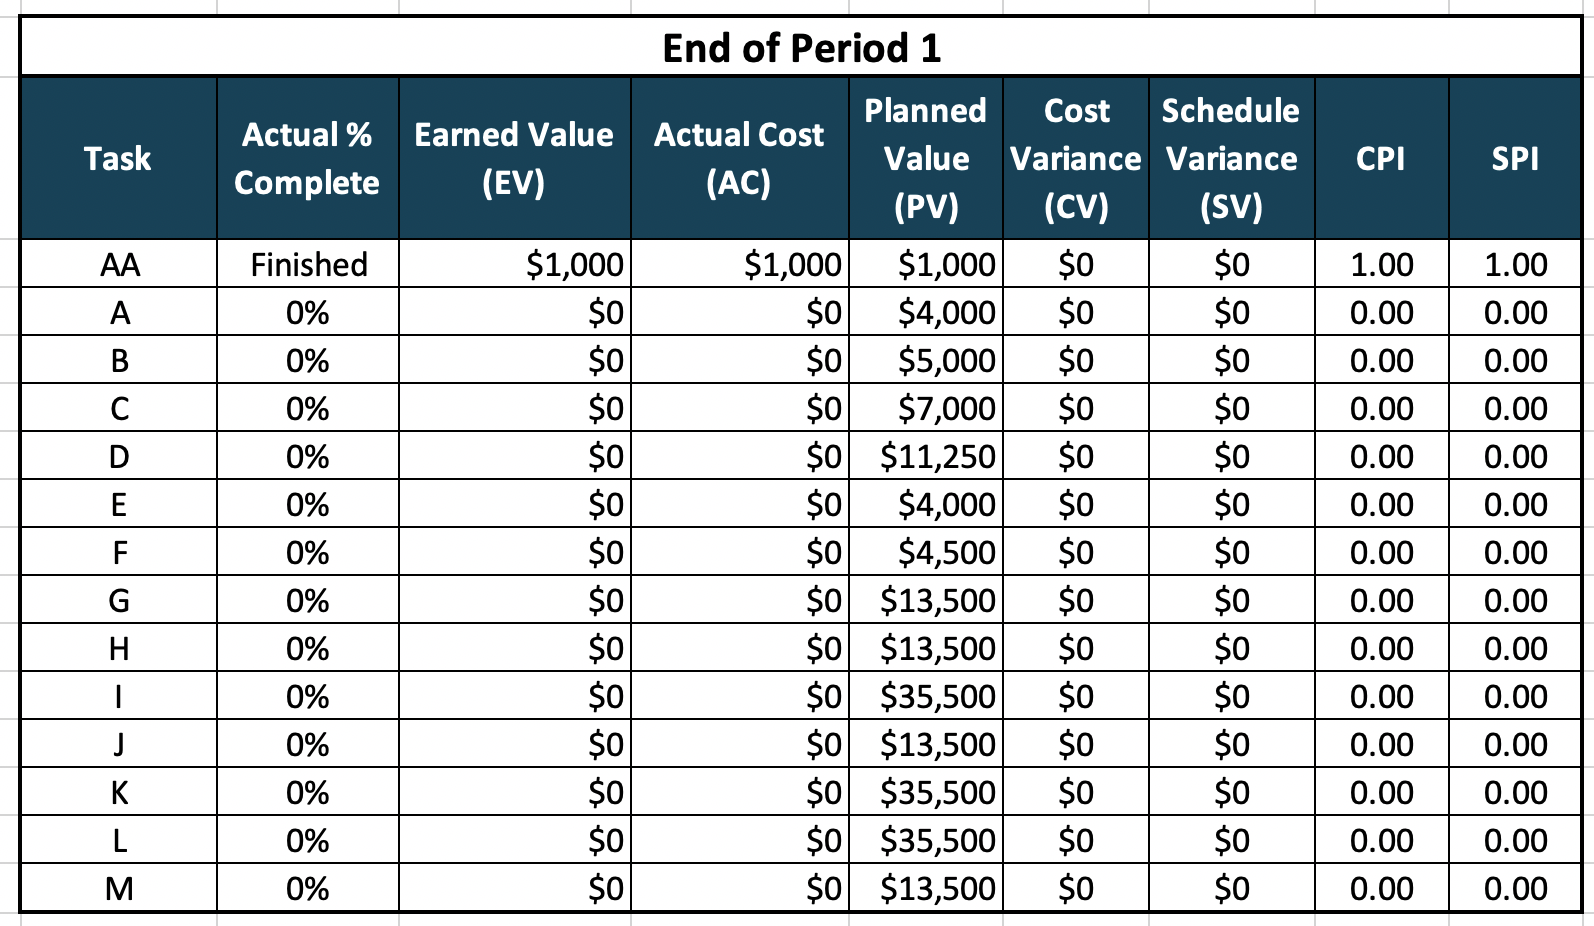 End of Period 1
Task | Actual % Complete | Earned Value (EV) | Actual Cost (AC) | Planned Value (PV) | Cost Variance (CV) | Schedule Variance (SV) | CPI | SPI
AA | Finished | $1,000 | $1,000 | $1,000 | $0 | $0 | 1.00 | 1.00
A | 0% | $0 | $0 | $4,000 | $0 | $0 | 0.00 | 0.00
B | 0% | $0 | $0 | $5,000 | $0 | $0 | 0.00 | 0.00
C | 0% | $0 | $0 | $7,000 | $0 | $0 | 0.00 | 0.00
D | 0% | $0 | $0 | $11,250 | $0 | $0 | 0.00 | 0.00
E | 0% | $0 | $0 | $4,000 | $0 | $0 | 0.00 | 0.00
F | 0% | $0 | $0 | $4,500 | $0 | $0 | 0.00 | 0.00
G | 0% | $0 | $0 | $13,500 | $0 | $0 | 0.00 | 0.00
H | 0% | $0 | $0 | $13,500 | $0 | $0 | 0.00 | 0.00
I | 0% | $0 | $0 | $35,500 | $0 | $0 | 0.00 | 0.00
J | 0% | $0 | $0 | $13,500 | $0 | $0 | 0.00 | 0.00
K | 0% | $0 | $0 | $35,500 | $0 | $0 | 0.00 | 0.00
L | 0% | $0 | $0 | $35,500 | $0 | $0 | 0.00 | 0.00
M | 0% | $0 | $0 | $13,500 | $0 | $0 | 0.00 | 0.00